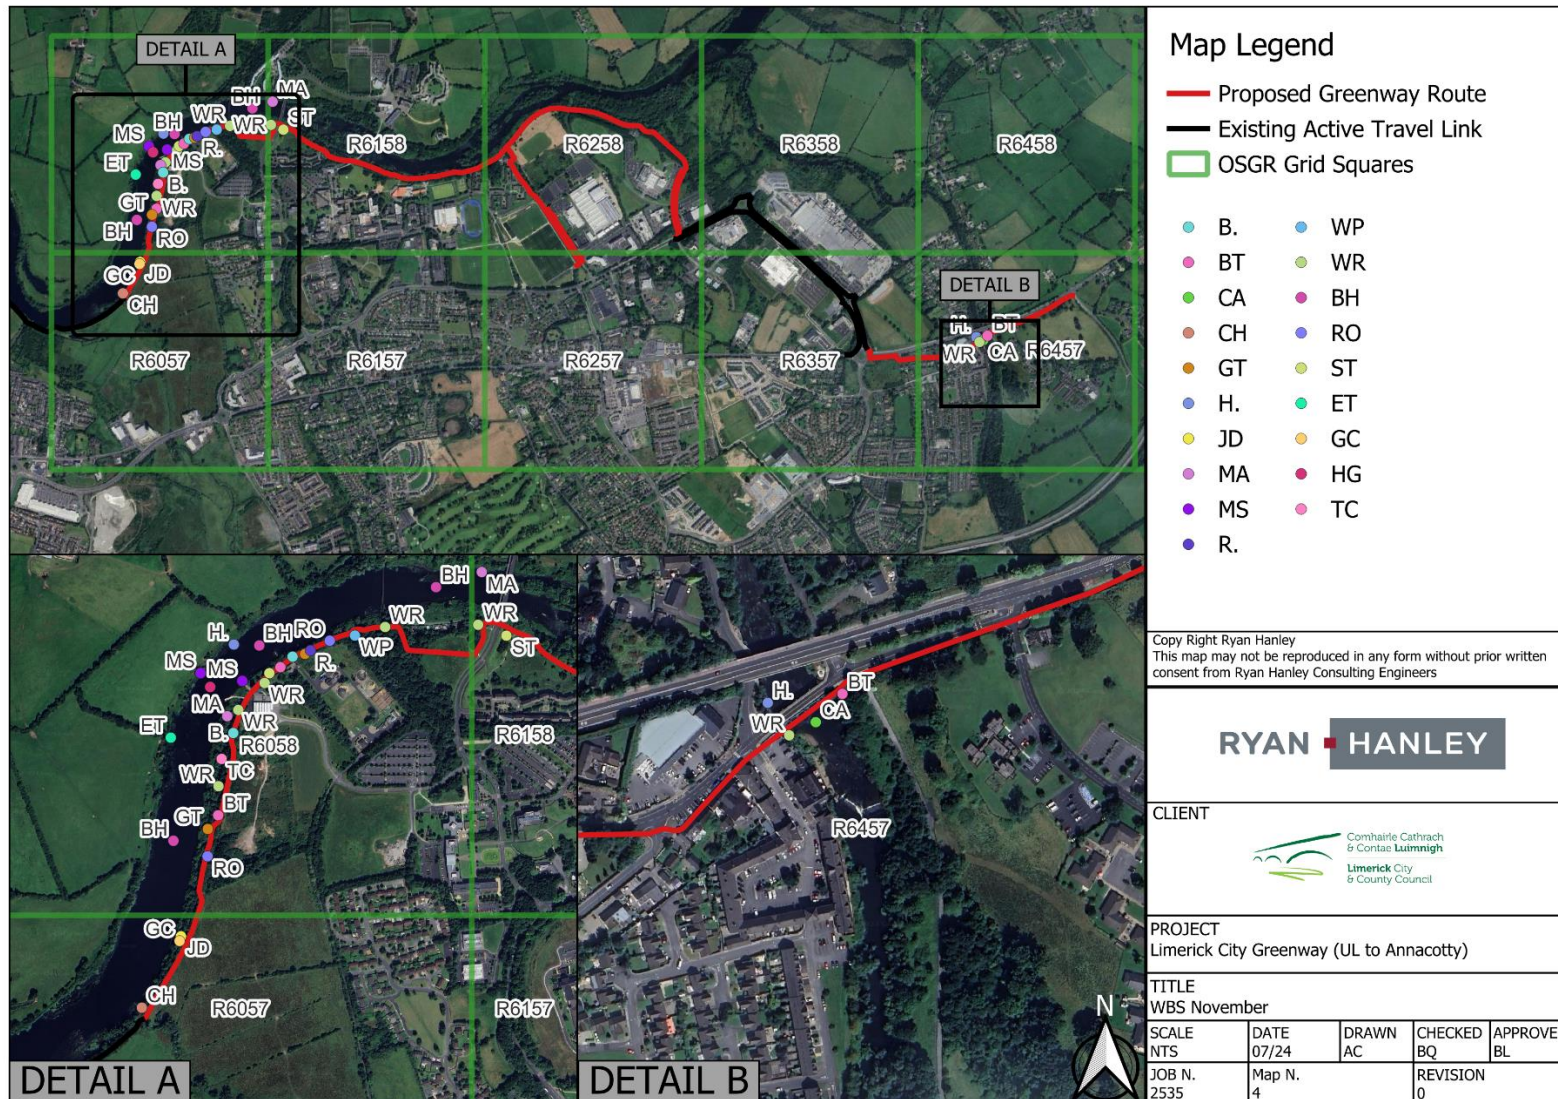 DETAIL A
BH
MA
MS
BH
WR
WR
ST
R.
ET
MS
B.
GT
WR
BH
RO
GC
JD
CH
R6158
R6258
R6358
R6458
DETAIL B
H.
BT
WR
CA
R6457
R6057
R6157
R6257
R6357
BH
MA
H.
BH
RO
WR
WR
WP
ST
R.
MS
MS
WR
MA
WR
ET
B.
R6058
R6158
TC
WR
GT
BT
BH
RO
GC
JD
CH
R6057
R6157
DETAIL A
H.
BT
WR
CA
R6457
N
DETAIL B
Map Legend
Proposed Greenway Route
Existing Active Travel Link
OSGR Grid Squares
B.
WP
BT
WR
CA
BH
CH
RO
GT
ST
H.
ET
JD
GC
MA
HG
MS
TC
R.
Copy Right Ryan Hanley
This map may not be reproduced in any form without prior written
consent from Ryan Hanley Consulting Engineers
RYAN HANLEY
CLIENT
Comhairle Cathrach
& Contae Luimnigh
Limerick City
& County Council
PROJECT
Limerick City Greenway (UL to Annacotty)
TITLE
WBS November
SCALE DATE DRAWN CHECKED APPROVE
NTS 07/24 AC BQ BL
JOB N. Map N. REVISION
2535 4 0